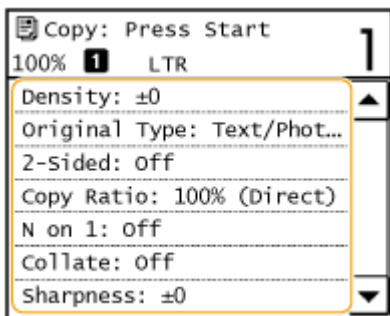 Copy: Press Start
100% 1 LTR 1
Density: ±0
Original Type: Text/Phot...
2-Sided: Off
Copy Ratio: 100% (Direct)
N on 1: Off
Collate: Off
Sharpness: ±0